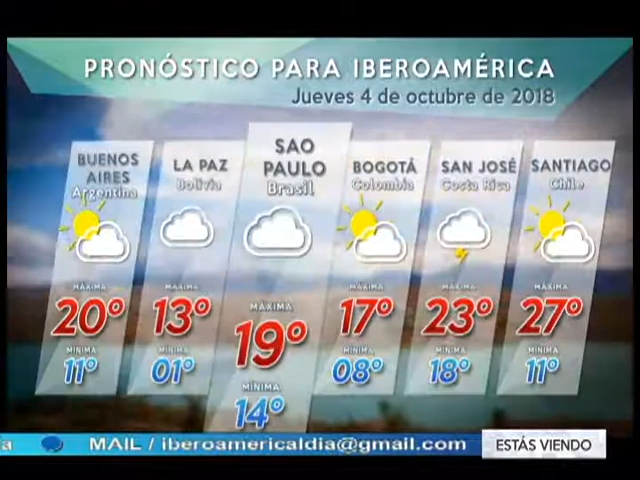 PRONÓSTICO PARA IBEROAMÉRICA
Jueves 4 de octubre de 2018
BUENOS AIRES
Argentina
MÁXIMA
20°
MÍNIMA
11°
LA PAZ
Bolivia
MÁXIMA
13°
MÍNIMA
01°
SAO PAULO
Brasil
MÁXIMA
19°
MÍNIMA
14°
BOGOTÁ
Colombia
MÁXIMA
17°
MÍNIMA
08°
SAN JOSÉ
Costa Rica
MÁXIMA
23°
MÍNIMA
18°
SANTIAGO
Chile
MÁXIMA
27°
MÍNIMA
11°
a MAIL / iberoamericaldia@gmail.com
ESTÁS VIENDO